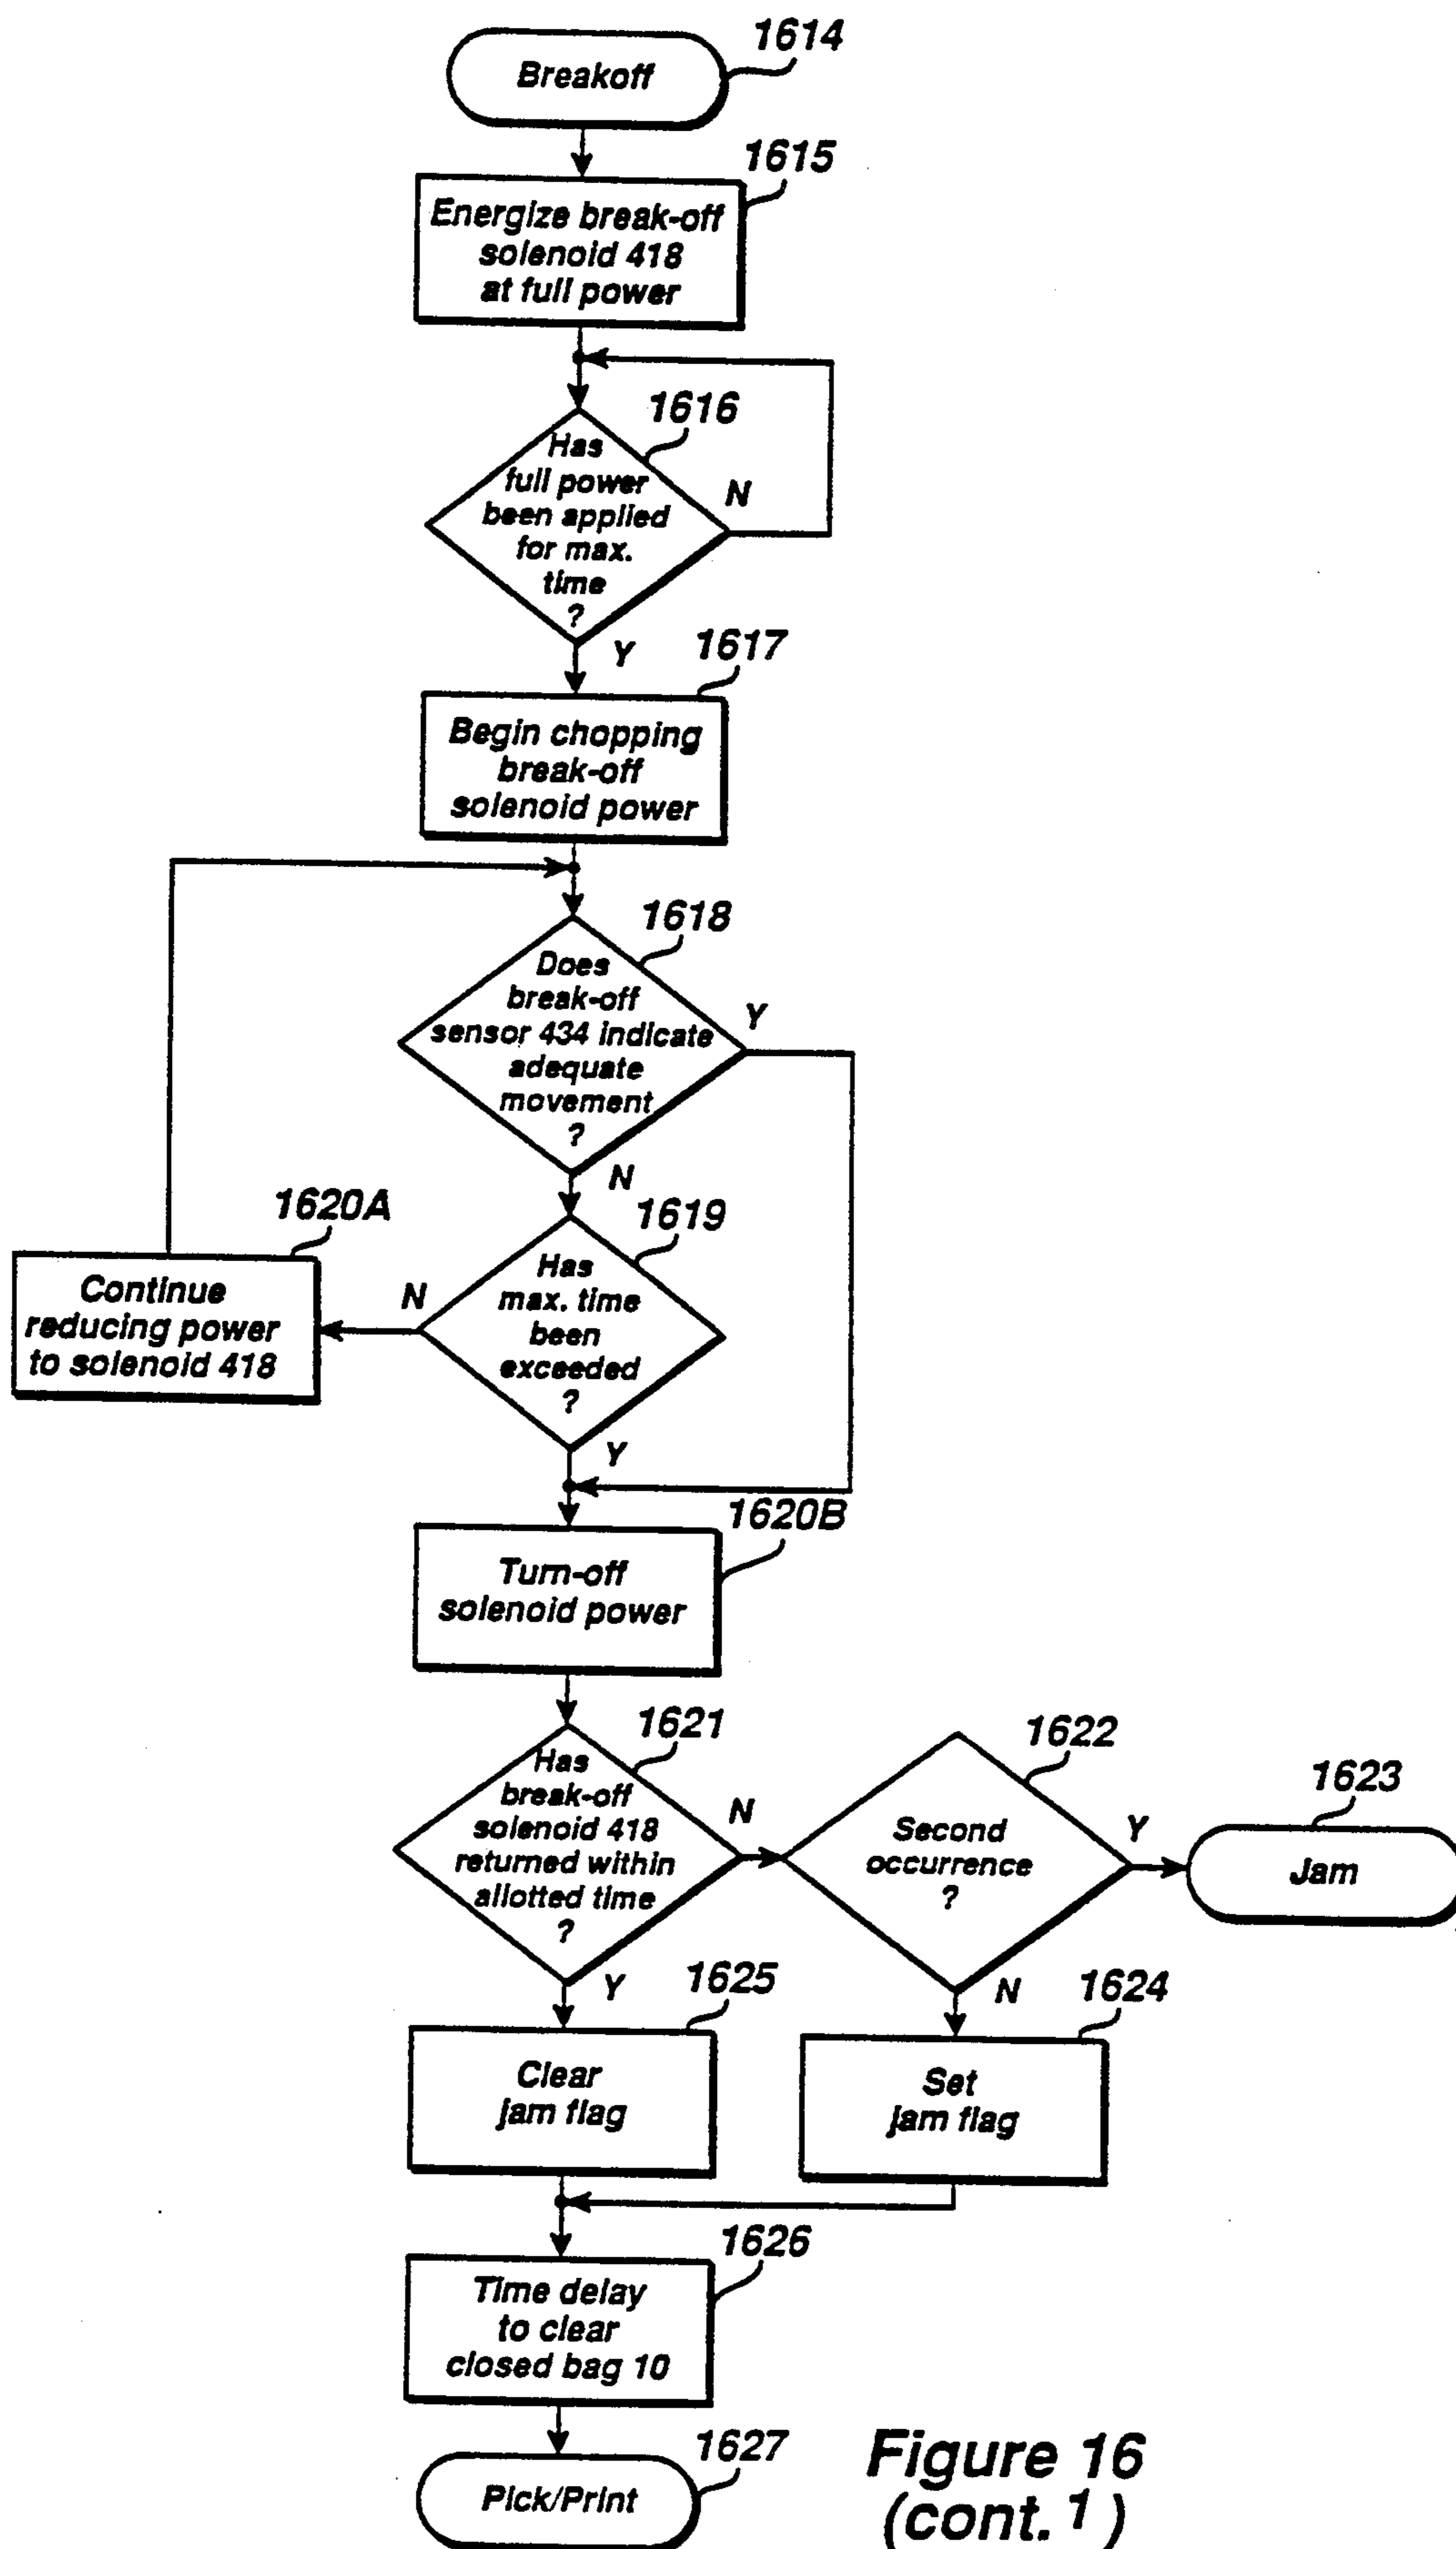 1614
Breakoff
1615
Energize break-off
solenoid 418
at full power
1616
Has
full power
been applied
for max.
time
?
N
Y
1617
Begin chopping
break-off
solenoid power
1618
Does
break-off
sensor 434 indicate
adequate
movement
?
Y
N
1619
1620A
Has
max. time
been
exceeded
?
N
Continue
reducing power
to solenoid 418
Y
1620B
Turn-off
solenoid power
1621
Has
break-off
solenoid 418
returned within
allotted time
?
N
1622
Second
occurrence
?
Y
1623
Jam
Y
1625
Clear
jam flag
N
1624
Set
jam flag
1626
Time delay
to clear
closed bag 10
1627
Pick/Print
Figure 16
(cont. 1)